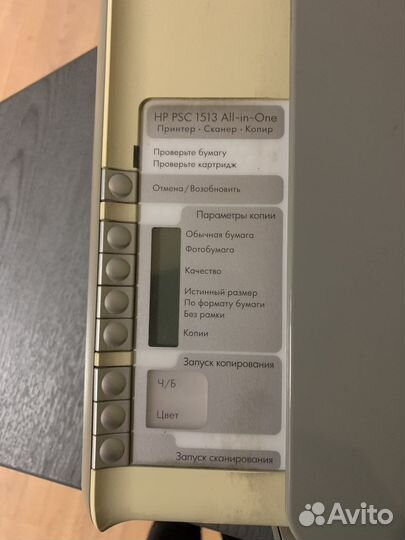 HP PSC 1513 All-in-One
Принтер · Сканер · Копир
Проверьте бумагу
Проверьте картридж
Отмена/Возобновить
Параметры копии
Обычная бумага
Фотобумага
Качество
Истинный размер
По формату бумаги
Без рамки
Копии
Запуск копирования
Ч/Б
Цвет
Запуск сканирования
Avito